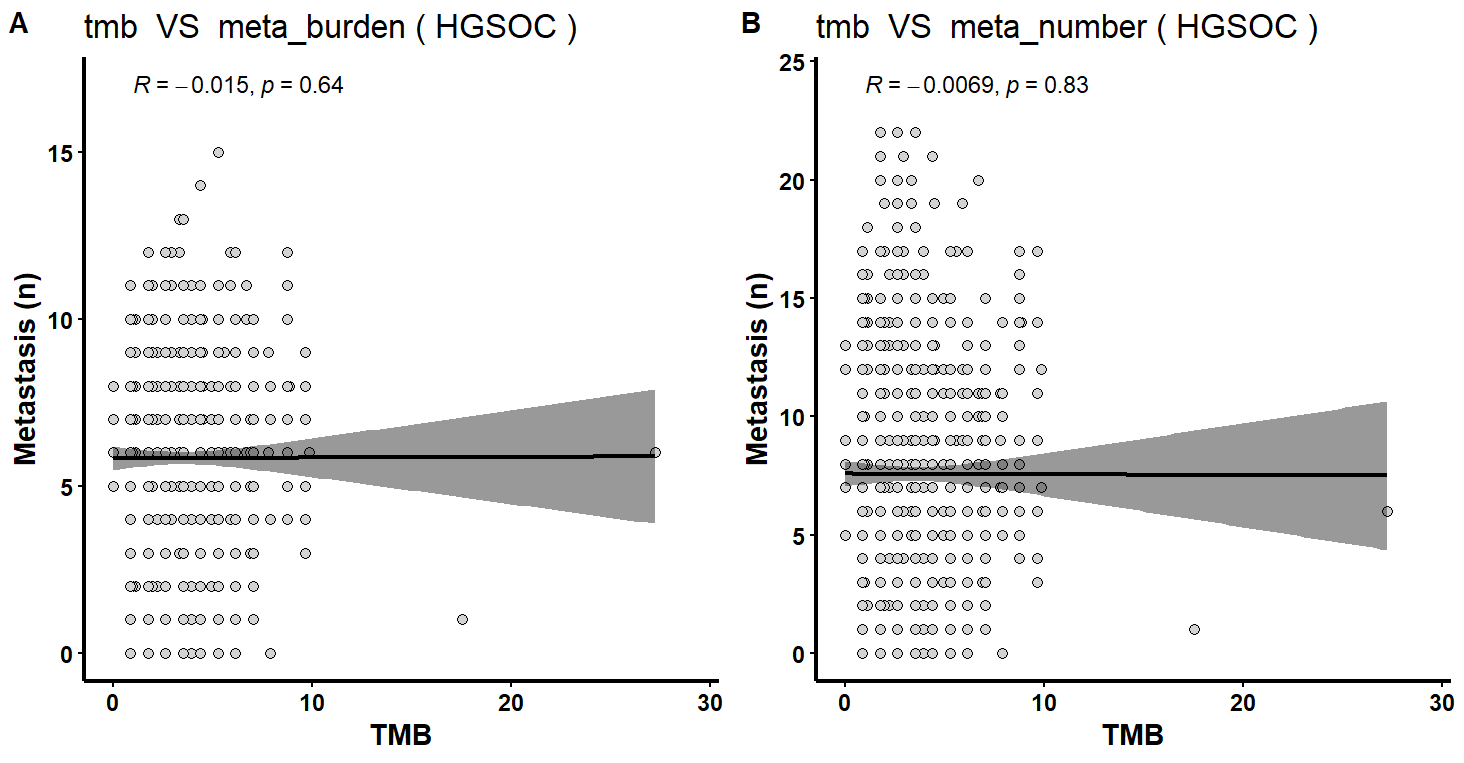 A
tmb VS meta_burden ( HGSOC )
R = −0.015, p = 0.64
Metastasis (n)
15
10
5
0
0 10 20 30
TMB
B
tmb VS meta_number ( HGSOC )
R = −0.0069, p = 0.83
Metastasis (n)
25
20
15
10
5
0
0 10 20 30
TMB